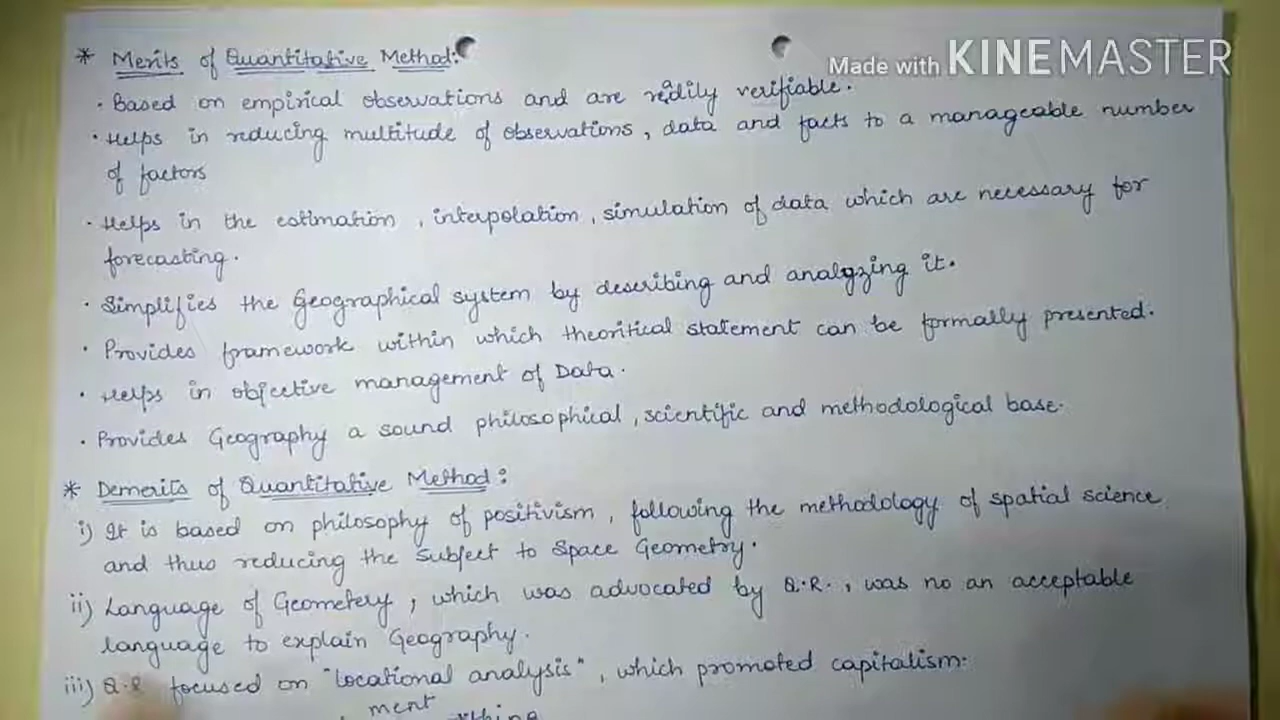 * Merits of Quantitative Method:
Made with KINEMASTER
· Based on empirical observations and are readily verifiable.
· Helps in reducing multitude of observations, data and facts to a manageable number
of factors
· Helps in the estimation, interpolation, simulation of data which are necessary for
forecasting.
· Simplifies the Geographical system by describing and analyzing it.
· Provides framework within which theoritical statement can be formally presented.
· Helps in objective management of Data.
· Provides Geography a sound philosophical, scientific and methodological base.
* Demerits of Quantitative Method:
i) It is based on philosophy of positivism, following the methodology of spatial science
and thus reducing the subject to Space Geometry.
ii) Language of Geometery, which was advocated by Q.R., was no an acceptable
language to explain Geography.
iii) Q.R focused on "locational analysis", which promoted capitalism.
ment